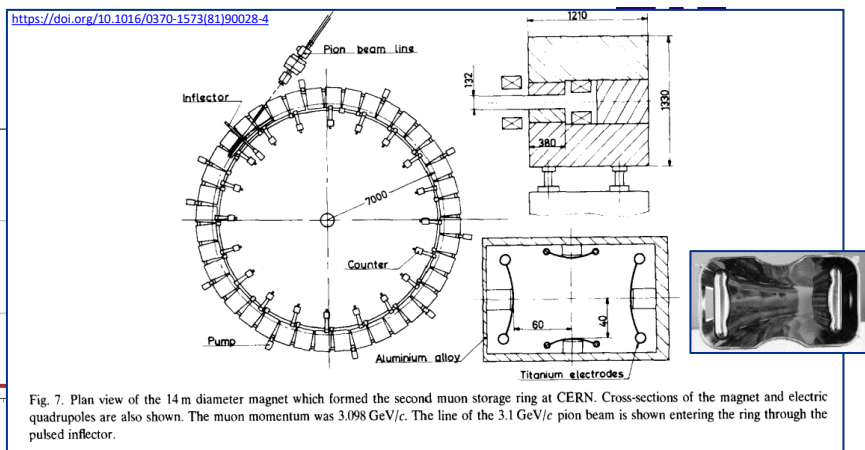 https://doi.org/10.1016/0370-1573(81)90028-4
1210
Pion beam line
Inflector
132
1330
380
7000
Counter
60
40
Pump
Aluminium alloy
Titanium electrodes
Fig. 7. Plan view of the 14 m diameter magnet which formed the second muon storage ring at CERN. Cross-sections of the magnet and electric
quadrupoles are also shown. The muon momentum was 3.098 GeV/c. The line of the 3.1 GeV/c pion beam is shown entering the ring through the
pulsed inflector.